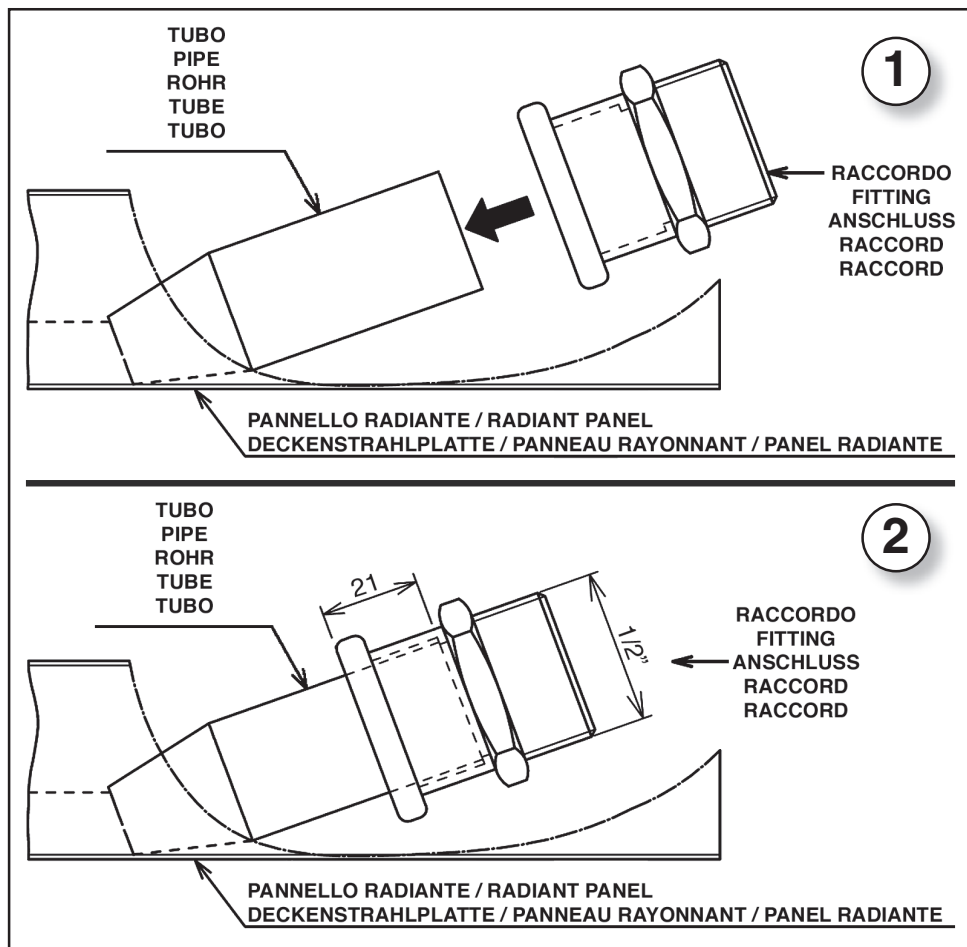 TUBO
PIPE
ROHR
TUBE
TUBO
1
RACCORDO
FITTING
ANSCHLUSS
RACCORD
RACCORD
PANNELLO RADIANTE / RADIANT PANEL
DECKENSTRAHLPLATTE / PANNEAU RAYONNANT / PANEL RADIANTE
TUBO
PIPE
ROHR
TUBE
TUBO
2
21
1/2”
RACCORDO
FITTING
ANSCHLUSS
RACCORD
RACCORD
PANNELLO RADIANTE / RADIANT PANEL
DECKENSTRAHLPLATTE / PANNEAU RAYONNANT / PANEL RADIANTE